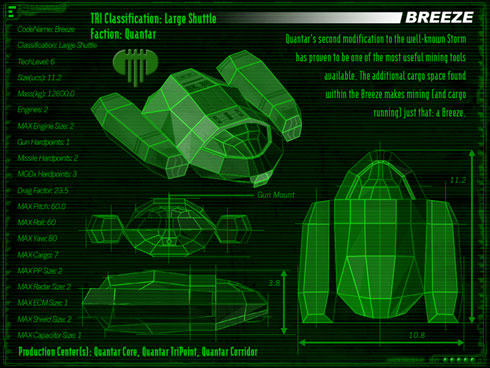 BREEZE
TRI Classification: Large Shuttle
Faction: Quantar
Quantar's second modification to the well-known Storm
has proven to be one of the most useful mining tools
available. The additional cargo space found
within the Breeze makes mining (and cargo
running) just that: a Breeze.
CodeName: Breeze
Classification: Large Shuttle
TechLevel: 6
Size(yrds): 11.2
Mass(kg): 12800.0
Engines: 2
MAX Engine Size: 2
Gun Hardpoints: 1
Missile Hardpoints: 2
MODx Hardpoints: 3
Drag Factor: 23.5
MAX Pitch: 60.0
MAX Roll: 60
MAX Yaw: 80
MAX Cargo: 7
MAX PP Size: 2
MAX Radar Size: 2
MAX ECM Size: 1
MAX Shield Size: 2
MAX Capacitor Size: 1
Gun Mount
11.2
3.8
10.8
Production Center(s): Quantar Core, Quantar TriPoint, Quantar Corridor